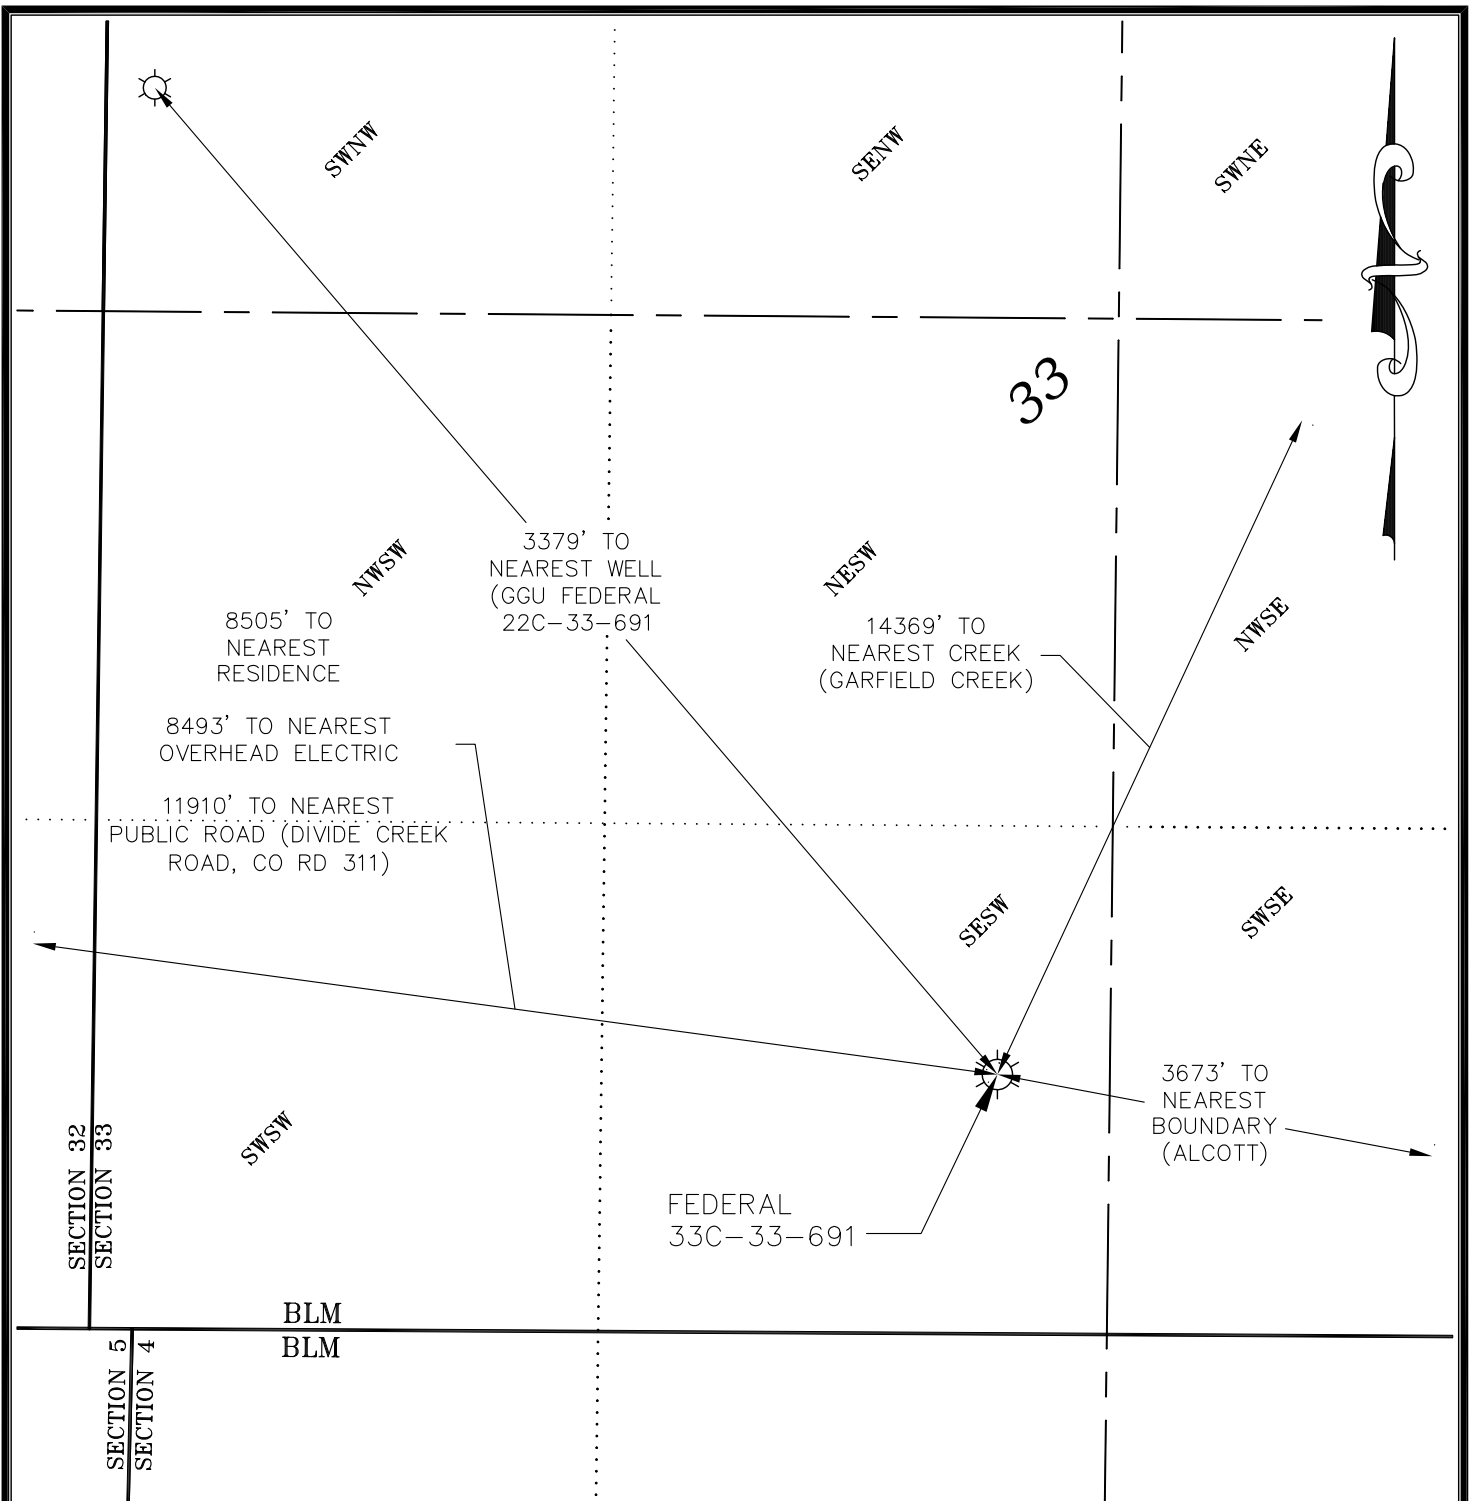 SWNW
SENW
SWNE
33
3379' TO
NEAREST WELL
(GGU FEDERAL
22C-33-691
NWSW
NESW
NWSE
8505' TO
NEAREST
RESIDENCE
14369' TO
NEAREST CREEK
(GARFIELD CREEK)
8493' TO NEAREST
OVERHEAD ELECTRIC
11910' TO NEAREST
PUBLIC ROAD (DIVIDE CREEK
ROAD, CO RD 311)
SESW
SWSE
3673' TO
NEAREST
BOUNDARY
(ALCOTT)
SWSW
SECTION 32
SECTION 33
FEDERAL
33C-33-691
BLM
BLM
SECTION 5
SECTION 4